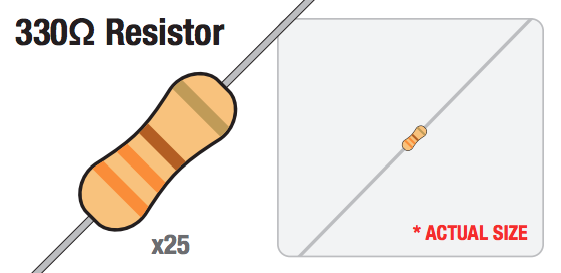 330Ω Resistor
x25
* ACTUAL SIZE